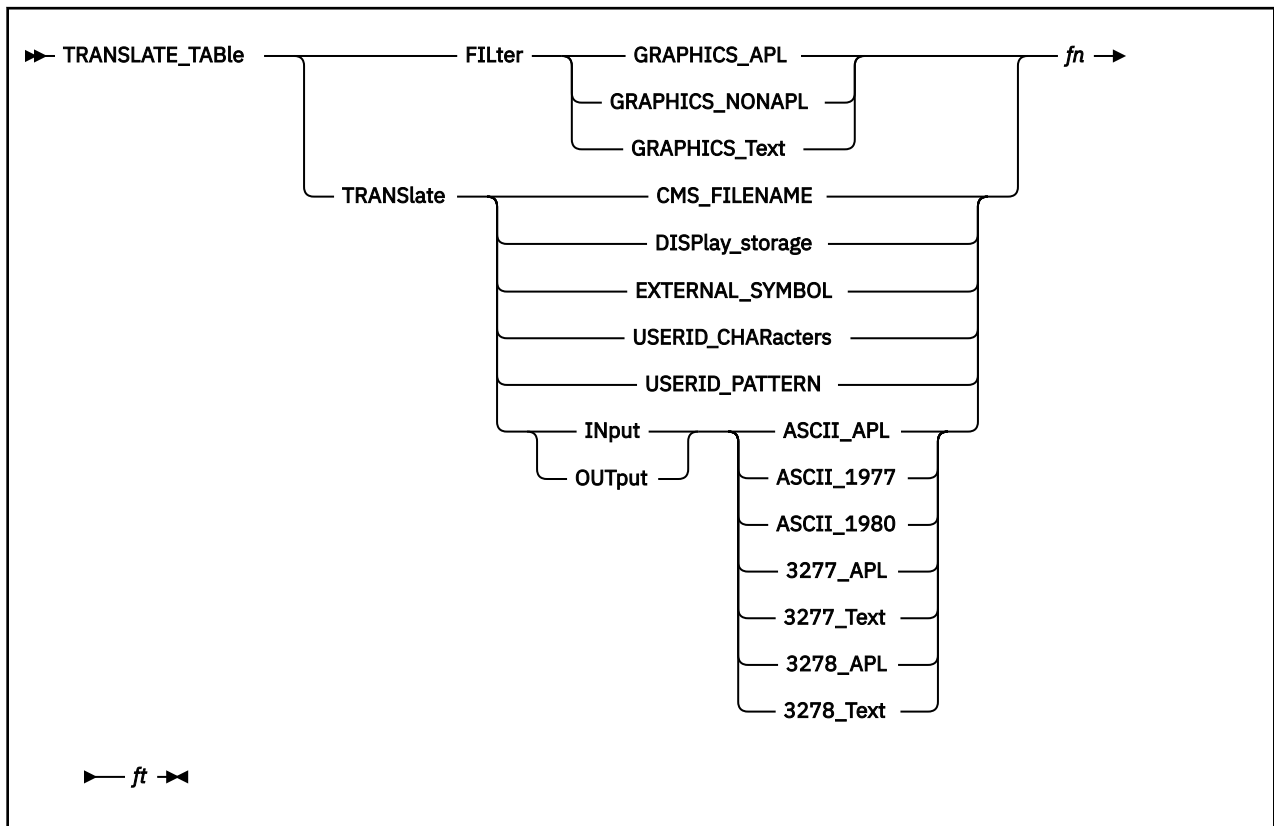 TRANSLATE_TABle FILter GRAPHICS_APL fn
GRAPHICS_NONAPL
GRAPHICS_Text
TRANSlate CMS_FILENAME
DISPlay_storage
EXTERNAL_SYMBOL
USERID_CHARacters
USERID_PATTERN
INput ASCII_APL
OUTput ASCII_1977
ASCII_1980
3277_APL
3277_Text
3278_APL
3278_Text
ft